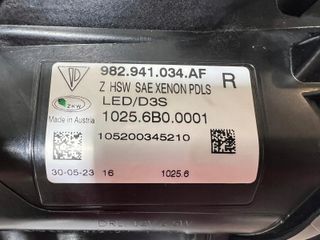 982.941.034.AF
R
Z HSW SAE XENON PDLS
LED/D3S
ZKW
Made in Austria
1025.6B0.0001
105200345210
30-05-23 16 1025.6